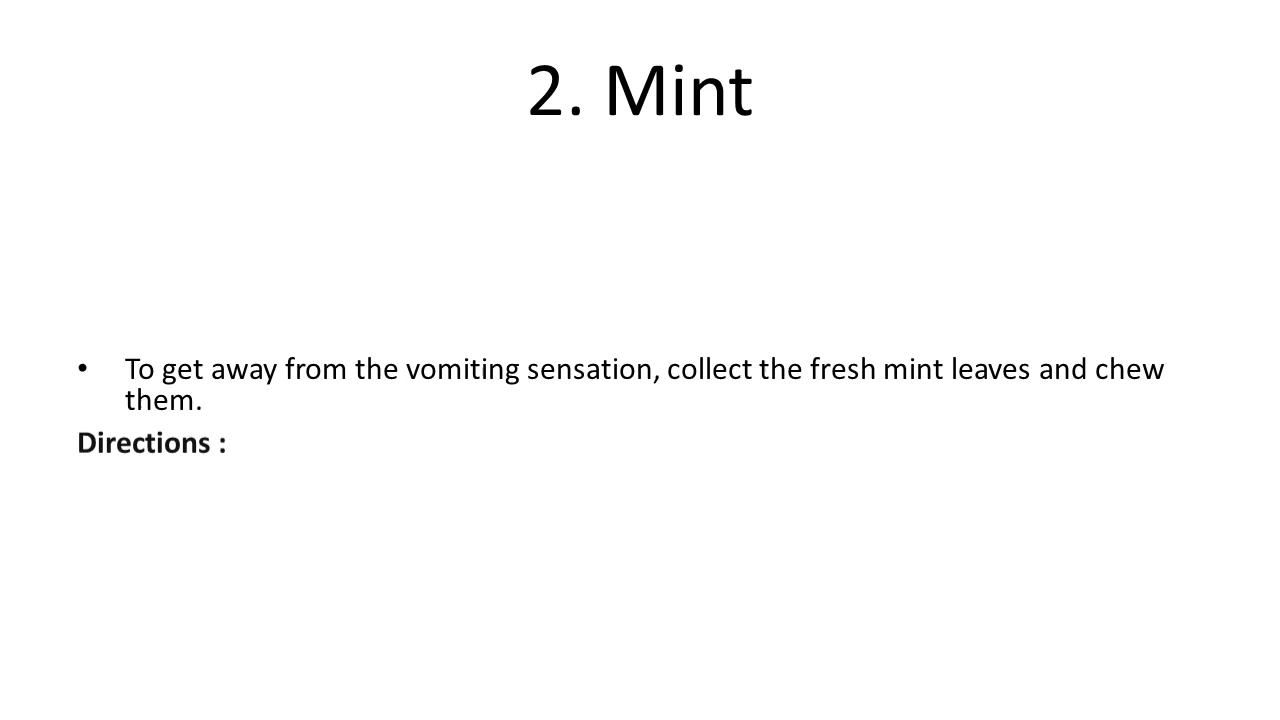 2. Mint
• To get away from the vomiting sensation, collect the fresh mint leaves and chew
them.
Directions :